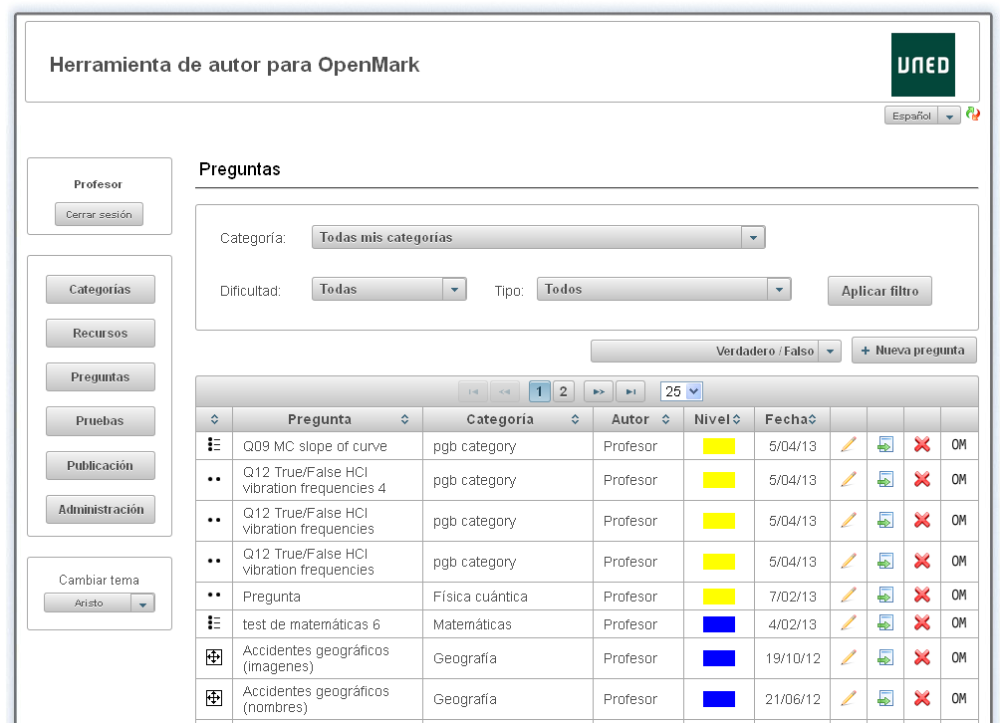 Herramienta de autor para OpenMark
UNED
Español
Profesor
Cerrar sesión
Categorías
Recursos
Preguntas
Pruebas
Publicación
Administración
Cambiar tema
Aristo
Preguntas
Categoría: Todas mis categorías
Dificultad: Todas Tipo: Todos Aplicar filtro
Verdadero / Falso + Nueva pregunta
1 2 25
Pregunta Categoría Autor Nivel Fecha
Q09 MC slope of curve pgb category Profesor 5/04/13 OM
Q12 True/False HCI
vibration frequencies 4 pgb category Profesor 5/04/13 OM
Q12 True/False HCI
vibration frequencies pgb category Profesor 5/04/13 OM
Q12 True/False HCI
vibration frequencies pgb category Profesor 5/04/13 OM
Pregunta Física cuántica Profesor 7/02/13 OM
test de matemáticas 6 Matemáticas Profesor 4/02/13 OM
Accidentes geográficos
(imagenes) Geografía Profesor 19/10/12 OM
Accidentes geográficos
(nombres) Geografía Profesor 21/06/12 OM